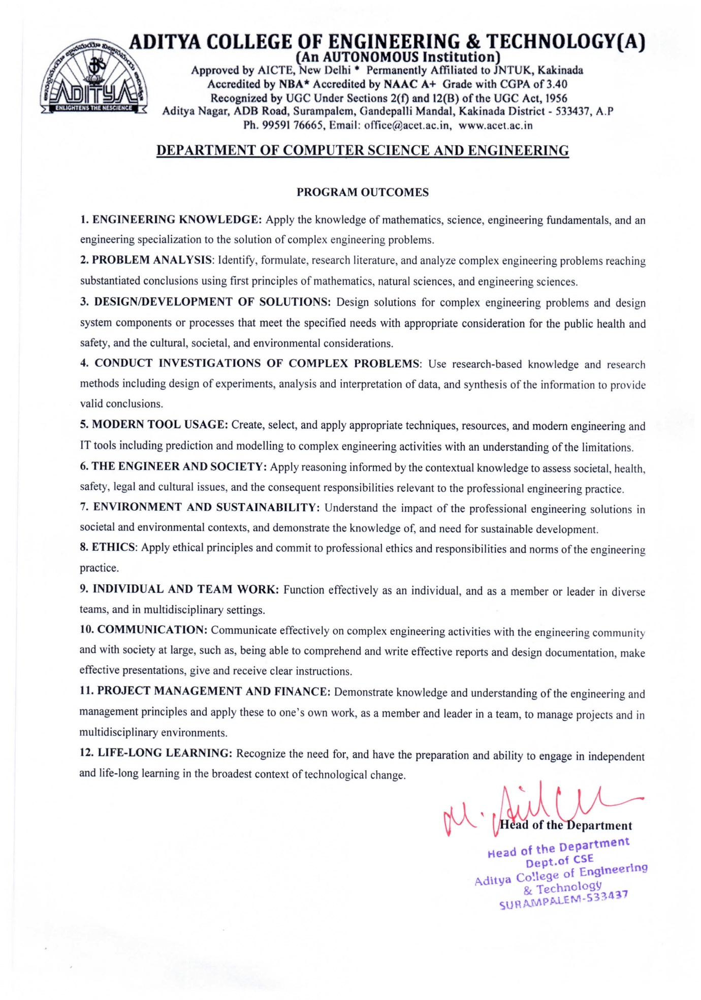 ADITYA COLLEGE OF ENGINEERING & TECHNOLOGY(A)
(An AUTONOMOUS Institution)
Approved by AICTE, New Delhi * Permanently Affiliated to JNTUK, Kakinada
Accredited by NBA* Accredited by NAAC A+ Grade with CGPA of 3.40
Recognized by UGC Under Sections 2(f) and 12(B) of the UGC Act, 1956
Aditya Nagar, ADB Road, Surampalem, Gandepalli Mandal, Kakinada District - 533437, A.P
Ph. 99591 76665, Email: office@acet.ac.in, www.acet.ac.in
ADITYA
ENLIGHTENS THE NESCIENCE
DEPARTMENT OF COMPUTER SCIENCE AND ENGINEERING
PROGRAM OUTCOMES
1. ENGINEERING KNOWLEDGE: Apply the knowledge of mathematics, science, engineering fundamentals, and an
engineering specialization to the solution of complex engineering problems.
2. PROBLEM ANALYSIS: Identify, formulate, research literature, and analyze complex engineering problems reaching
substantiated conclusions using first principles of mathematics, natural sciences, and engineering sciences.
3. DESIGN/DEVELOPMENT OF SOLUTIONS: Design solutions for complex engineering problems and design
system components or processes that meet the specified needs with appropriate consideration for the public health and
safety, and the cultural, societal, and environmental considerations.
4. CONDUCT INVESTIGATIONS OF COMPLEX PROBLEMS: Use research-based knowledge and research
methods including design of experiments, analysis and interpretation of data, and synthesis of the information to provide
valid conclusions.
5. MODERN TOOL USAGE: Create, select, and apply appropriate techniques, resources, and modern engineering and
IT tools including prediction and modelling to complex engineering activities with an understanding of the limitations.
6. THE ENGINEER AND SOCIETY: Apply reasoning informed by the contextual knowledge to assess societal, health,
safety, legal and cultural issues, and the consequent responsibilities relevant to the professional engineering practice.
7. ENVIRONMENT AND SUSTAINABILITY: Understand the impact of the professional engineering solutions in
societal and environmental contexts, and demonstrate the knowledge of, and need for sustainable development.
8. ETHICS: Apply ethical principles and commit to professional ethics and responsibilities and norms of the engineering
practice.
9. INDIVIDUAL AND TEAM WORK: Function effectively as an individual, and as a member or leader in diverse
teams, and in multidisciplinary settings.
10. COMMUNICATION: Communicate effectively on complex engineering activities with the engineering community
and with society at large, such as, being able to comprehend and write effective reports and design documentation, make
effective presentations, give and receive clear instructions.
11. PROJECT MANAGEMENT AND FINANCE: Demonstrate knowledge and understanding of the engineering and
management principles and apply these to one’s own work, as a member and leader in a team, to manage projects and in
multidisciplinary environments.
12. LIFE-LONG LEARNING: Recognize the need for, and have the preparation and ability to engage in independent
and life-long learning in the broadest context of technological change.
Head of the Department
Head of the Department
Dept.of CSE
Aditya College of Engineering
& Technology
SURAMPALEM-533437